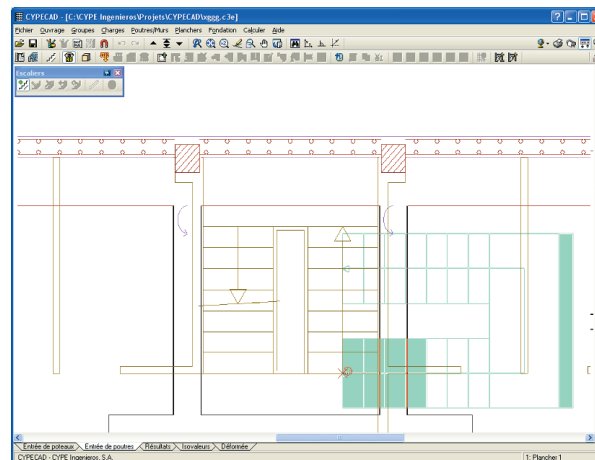 CYPECAD - [C:\CYPE Ingenieros\Projets\CYPECAD\xggg.c3e]
Fichier Ouvrage Groupes Charges Poutres/Murs Planchers Fondation Calculer Aide
Escaliers
Entrée de poteaux Entrée de poutres Résultats Isovaleurs Déformée
CYPECAD - CYPE Ingenieros, S.A. 1: Plancher 1